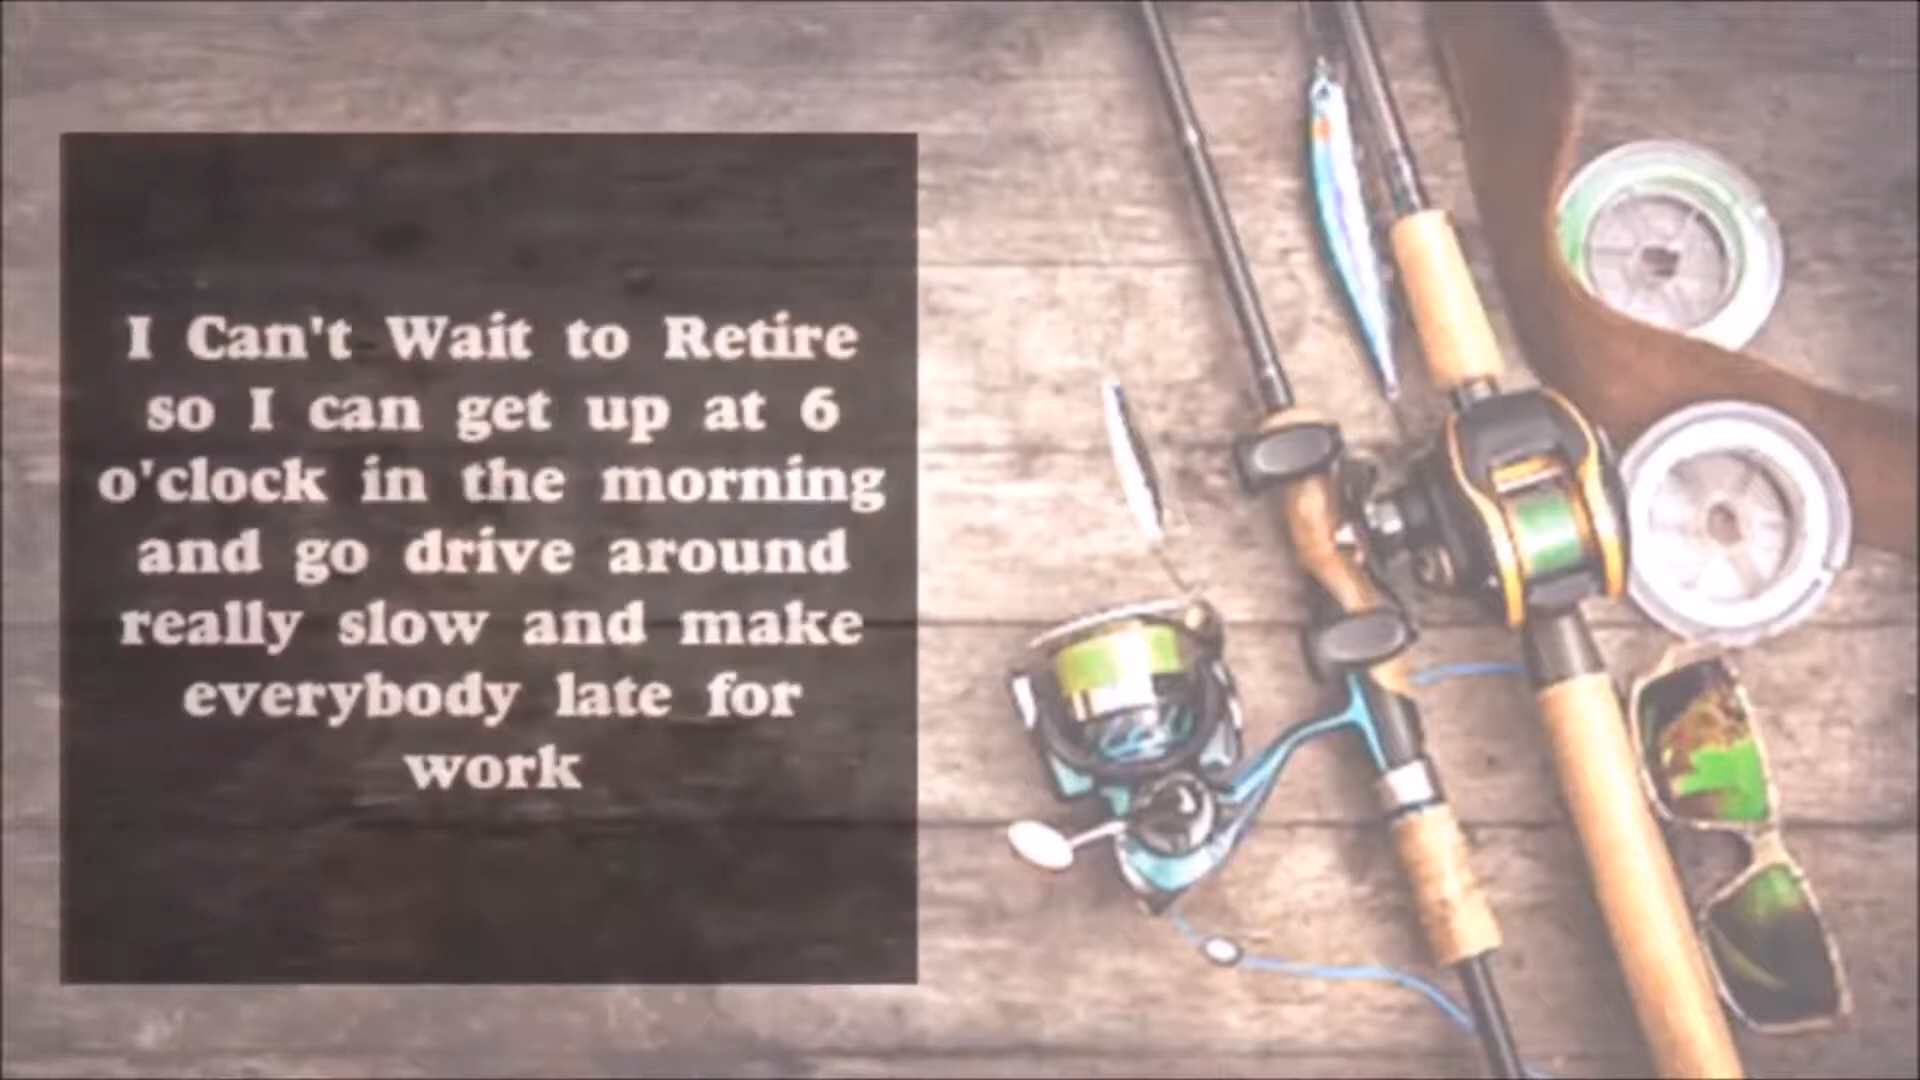 I Can't Wait to Retire
so I can get up at 6
o'clock in the morning
and go drive around
really slow and make
everybody late for
work